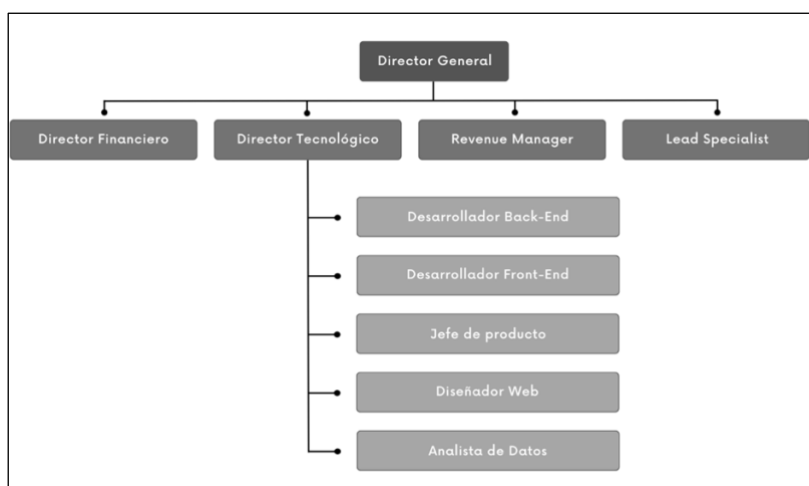 Director General
Director Financiero
Director Tecnológico
Revenue Manager
Lead Specialist
Desarrollador Back-End
Desarrollador Front-End
Jefe de producto
Diseñador Web
Analista de Datos